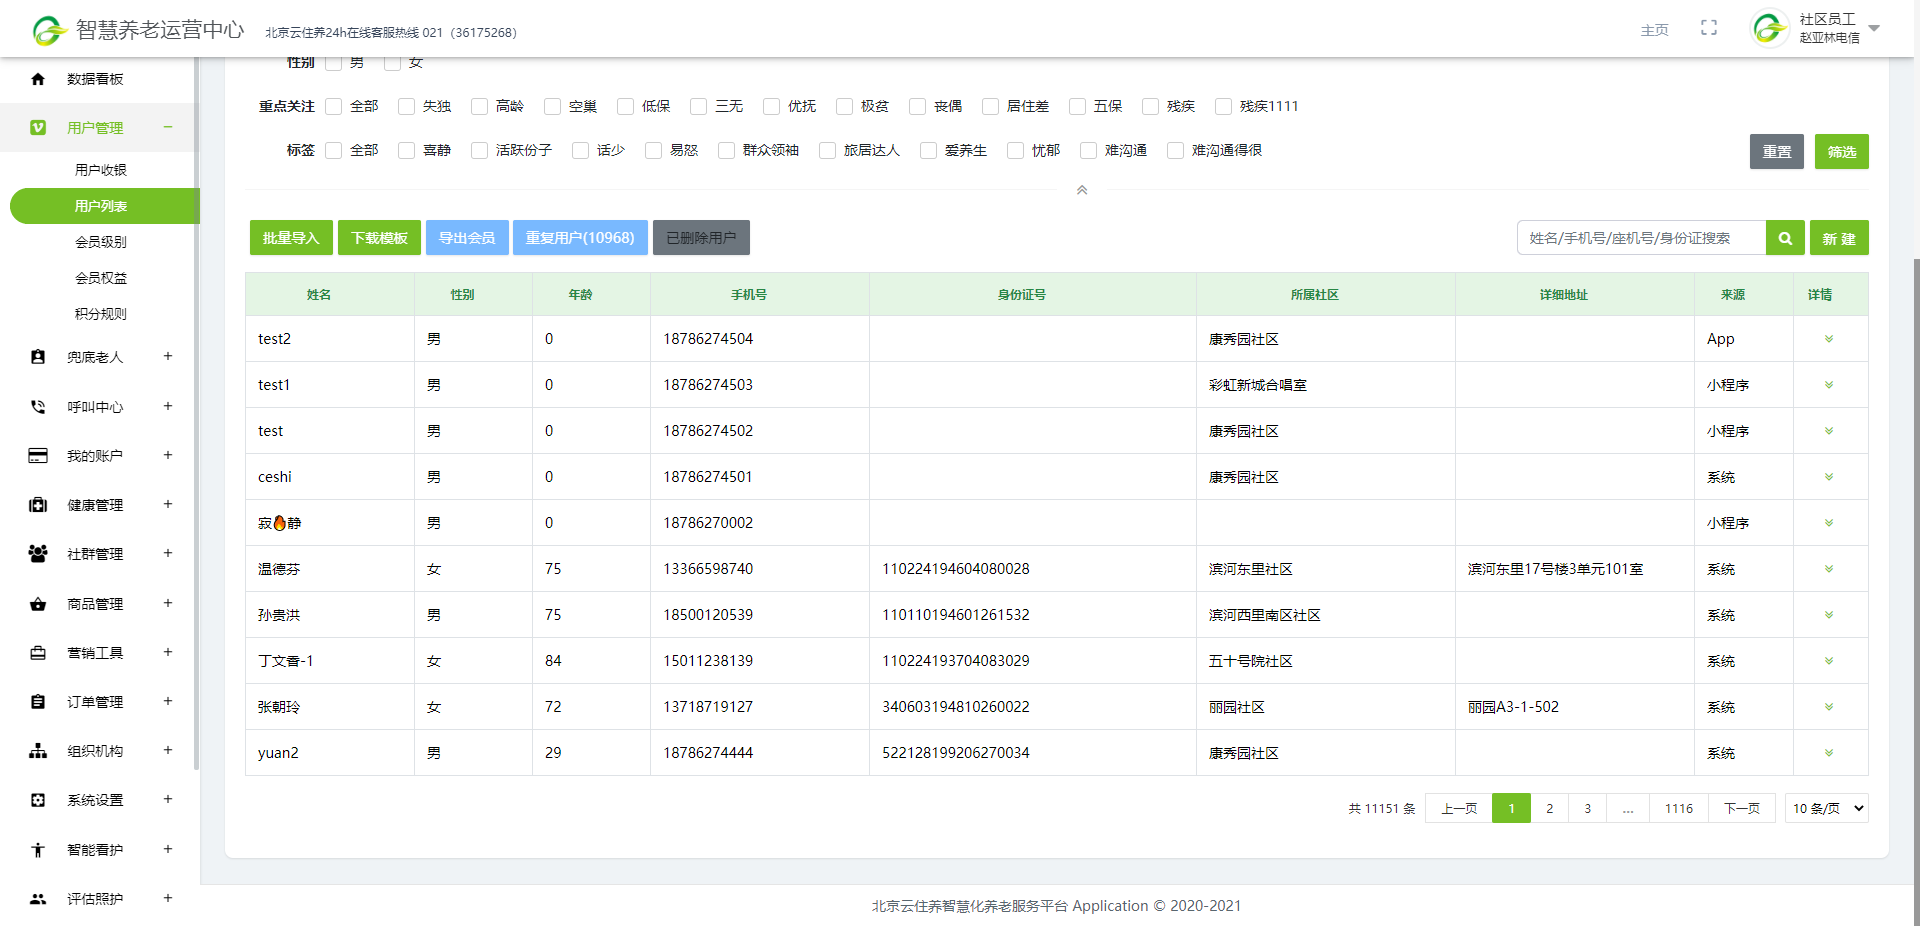 智慧养老运营中心 北京云住养24h在线客服热线 021（36175268） 主页 社区员工
赵亚林电信
数据看板
用户管理
用户收银
用户列表
会员级别
会员权益
积分规则
兜底老人
呼叫中心
我的账户
健康管理
社群管理
商品管理
营销工具
订单管理
组织机构
系统设置
智能看护
评估照护
性别 男 女
重点关注 全部 失独 高龄 空巢 低保 三无 优抚 极贫 丧偶 居住差 五保 残疾 残疾1111
标签 全部 喜静 活跃份子 话少 易怒 群众领袖 旅居达人 爱养生 忧郁 难沟通 难沟通得很 重置 筛选
批量导入 下载模板 导出会员 重复用户(10968) 已删除用户 姓名/手机号/座机号/身份证搜索 新 建
姓名 性别 年龄 手机号 身份证号 所属社区 详细地址 来源 详情
test2 男 0 18786274504 康秀园社区 App
test1 男 0 18786274503 彩虹新城合唱室 小程序
test 男 0 18786274502 康秀园社区 小程序
ceshi 男 0 18786274501 康秀园社区 系统
寂🔥静 男 0 18786270002 小程序
温德芬 女 75 13366598740 110224194604080028 滨河东里社区 滨河东里17号楼3单元101室 系统
孙贵洪 男 75 18500120539 110110194601261532 滨河西里南区社区 系统
丁文香-1 女 84 15011238139 110224193704083029 五十号院社区 系统
张朝玲 女 72 13718719127 340603194810260022 丽园社区 丽园A3-1-502 系统
yuan2 男 29 18786274444 522128199206270034 康秀园社区 系统
共 11151 条 上一页 1 2 3 ... 1116 下一页 10 条/页
北京云住养智慧化养老服务平台 Application © 2020-2021